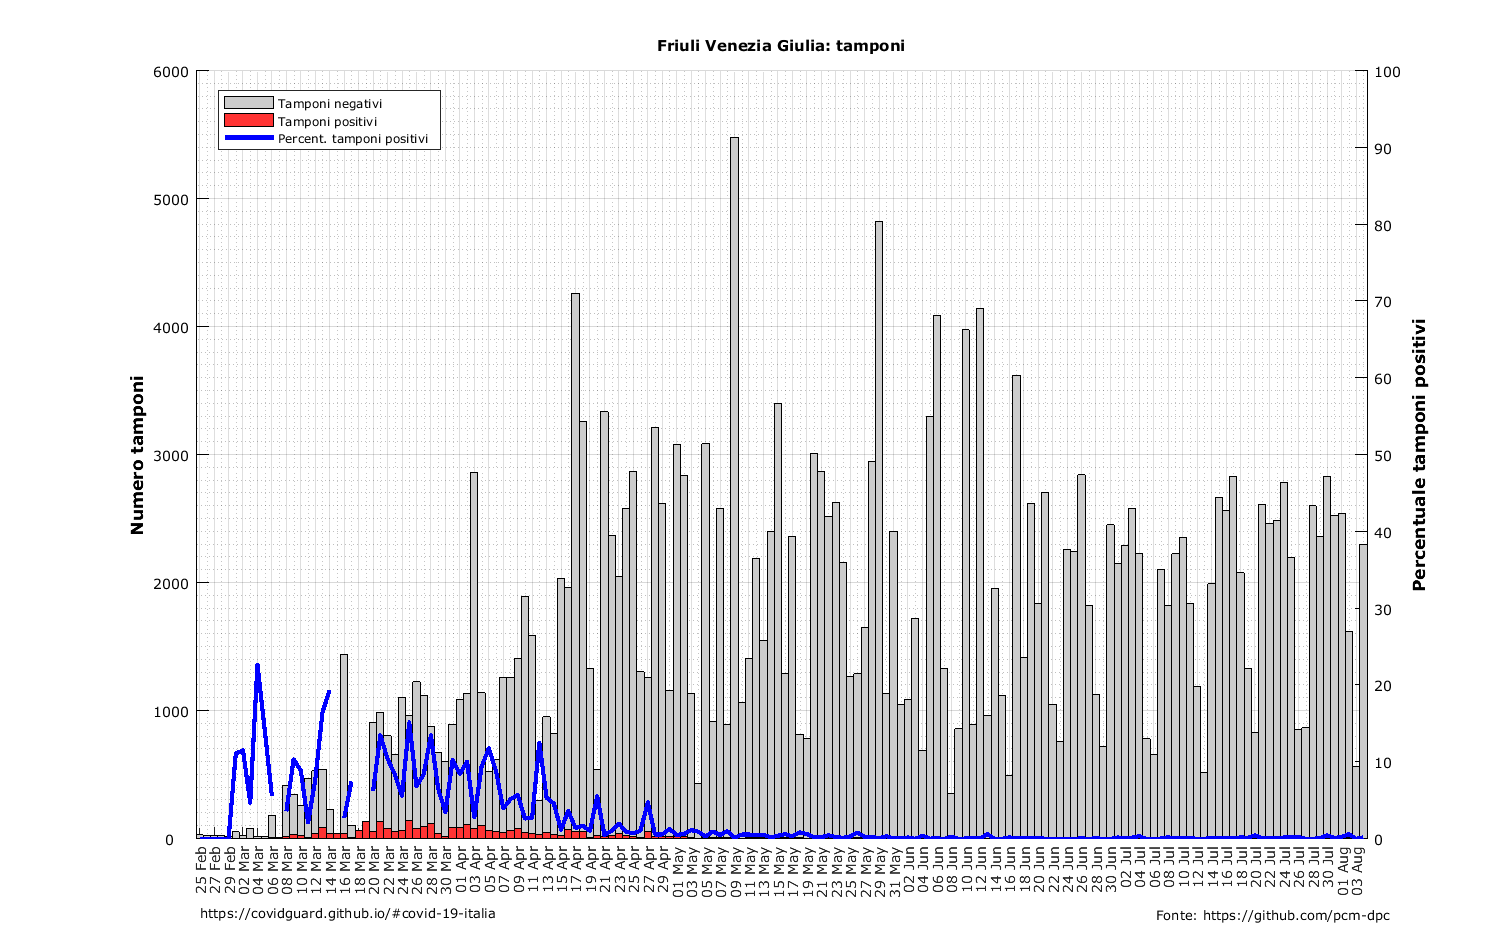 Friuli Venezia Giulia: tamponi
Tamponi negativi
Tamponi positivi
Percent. tamponi positivi
Numero tamponi
6000
5000
4000
3000
2000
1000
0
Percentuale tamponi positivi
100
90
80
70
60
50
40
30
20
10
0
25 Feb
27 Feb
29 Feb
02 Mar
04 Mar
06 Mar
08 Mar
10 Mar
12 Mar
14 Mar
16 Mar
18 Mar
20 Mar
22 Mar
24 Mar
26 Mar
28 Mar
30 Mar
01 Apr
03 Apr
05 Apr
07 Apr
09 Apr
11 Apr
13 Apr
15 Apr
17 Apr
19 Apr
21 Apr
23 Apr
25 Apr
27 Apr
29 Apr
01 May
03 May
05 May
07 May
09 May
11 May
13 May
15 May
17 May
19 May
21 May
23 May
25 May
27 May
29 May
31 May
02 Jun
04 Jun
06 Jun
08 Jun
10 Jun
12 Jun
14 Jun
16 Jun
18 Jun
20 Jun
22 Jun
24 Jun
26 Jun
28 Jun
30 Jun
02 Jul
04 Jul
06 Jul
08 Jul
10 Jul
12 Jul
14 Jul
16 Jul
18 Jul
20 Jul
22 Jul
24 Jul
26 Jul
28 Jul
30 Jul
01 Aug
03 Aug
https://covidguard.github.io/#covid-19-italia
Fonte: https://github.com/pcm-dpc